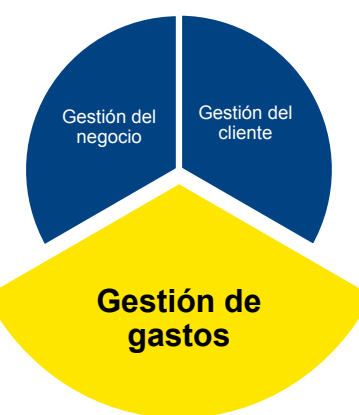 Gestión del
negocio
Gestión del
cliente
Gestión de
gastos